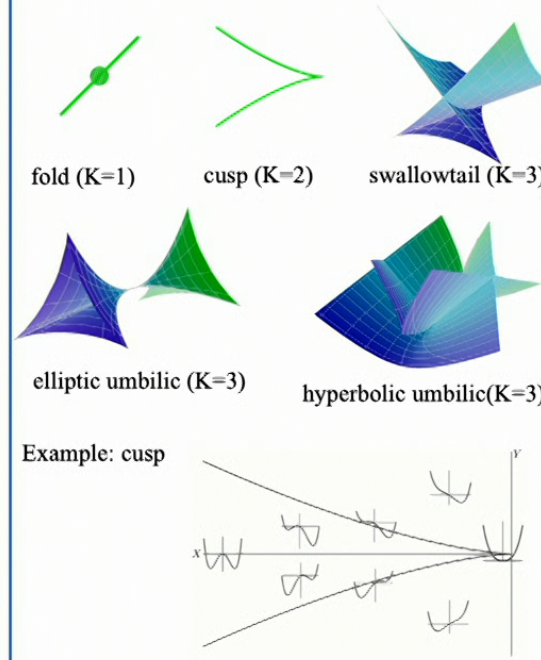 fold (K=1)
cusp (K=2)
swallowtail (K=3)
elliptic umbilic (K=3)
hyperbolic umbilic(K=3)
Example: cusp
Y
X